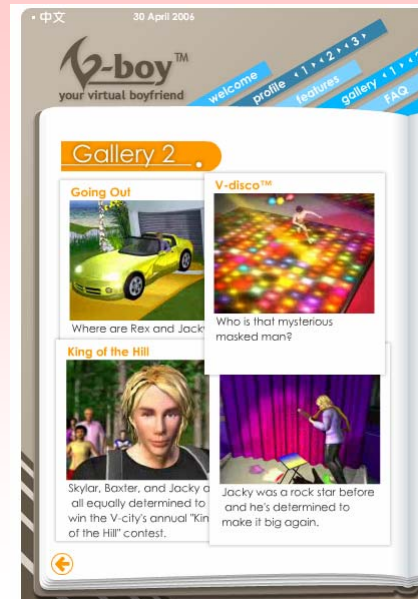 • 中文
30 April 2006
V-boy™
your virtual boyfriend
welcome
profile ‹1›‹2›‹3›
features
gallery ‹1›
FAQ
Gallery 2
Going Out
Where are Rex and Jacky
V-disco™
Who is that mysterious
masked man?
King of the Hill
Skylar, Baxter, and Jacky a
all equally determined to
win the V-city's annual "Kin
of the Hill" contest.
Jacky was a rock star before
and he's determined to
make it big again.